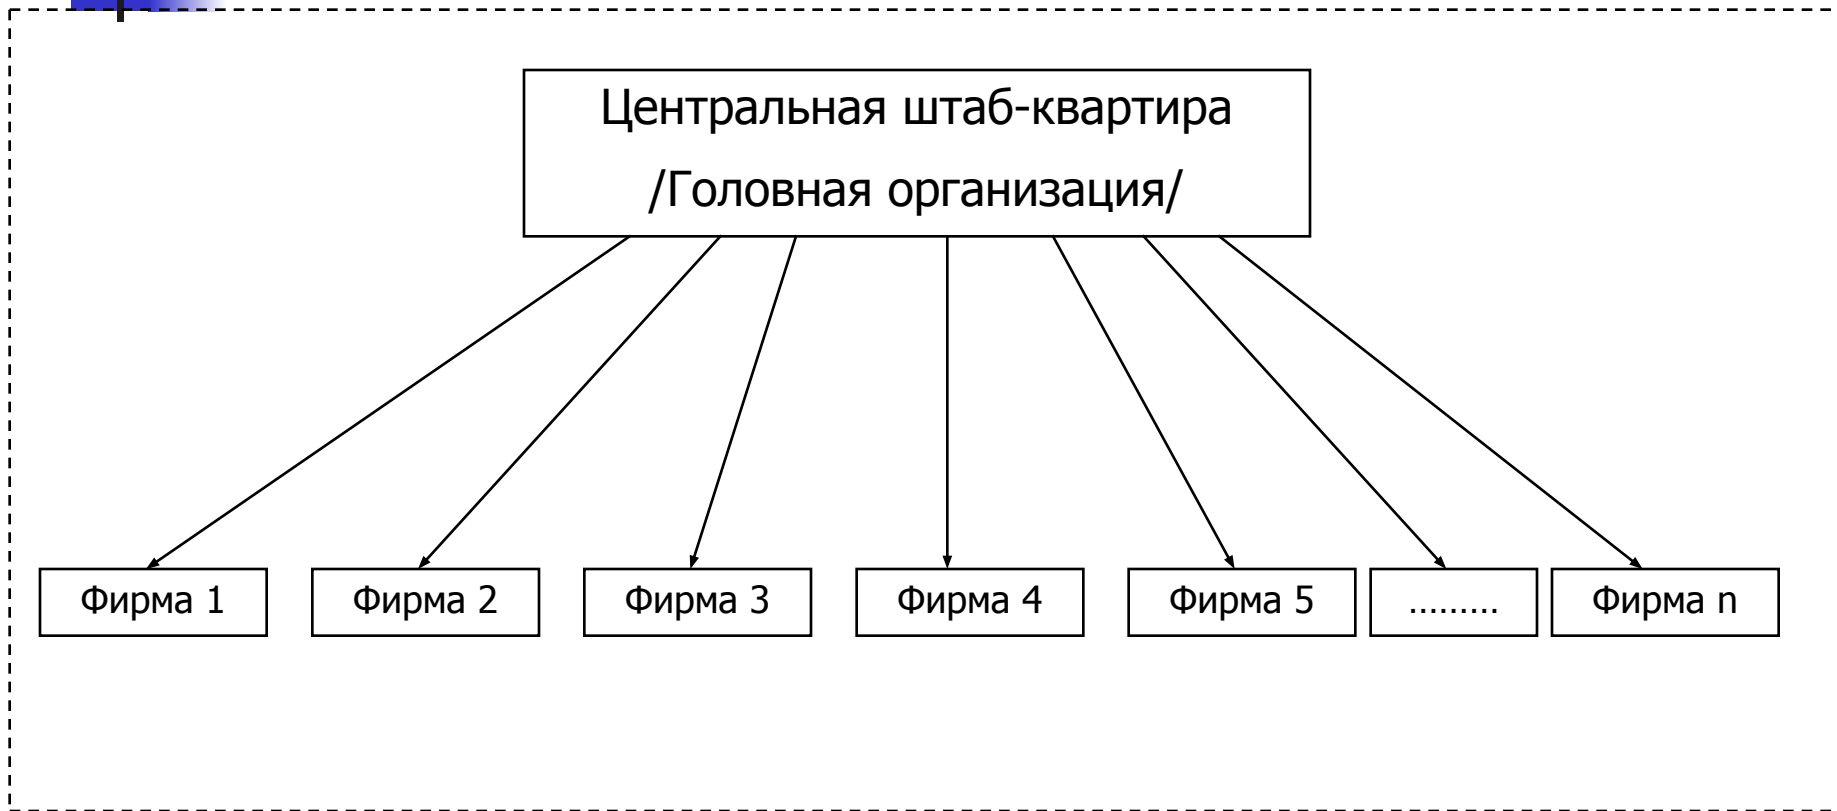 Центральная штаб-квартира
/Головная организация/
Фирма 1
Фирма 2
Фирма 3
Фирма 4
Фирма 5
.........
Фирма n